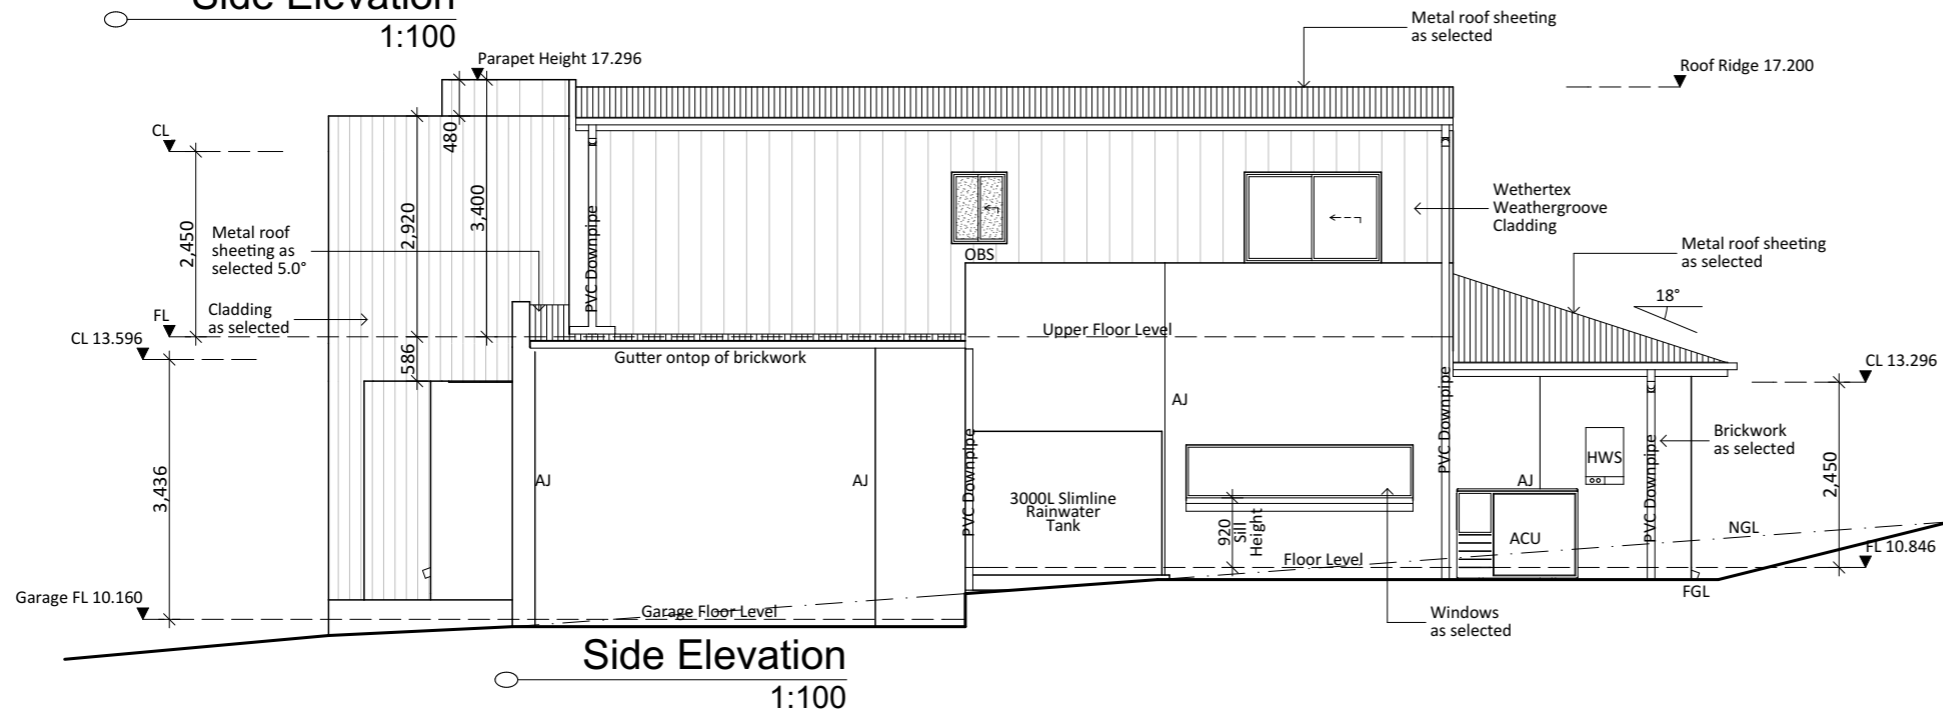 Side Elevation
1:100
Metal roof sheeting
as selected
Parapet Height 17.296
Roof Ridge 17.200
CL
480
2,450
2,920
3,400
Metal roof
sheeting as
selected 5.0°
PVC Downpipe
OBS
Wethertex
Weathergroove
Cladding
Metal roof sheeting
as selected
18°
Cladding
as selected
FL
CL 13.596
586
Upper Floor Level
Gutter ontop of brickwork
CL 13.296
AJ
PVC Downpipe
PVC Downpipe
Brickwork
as selected
HWS
3,436
AJ
AJ
3000L Slimline
Rainwater
Tank
920
Sill
Height
AJ
ACU
PVC Downpipe
2,450
NGL
Floor Level
FL 10.846
FGL
Garage FL 10.160
Garage Floor Level
Windows
as selected
Side Elevation
1:100